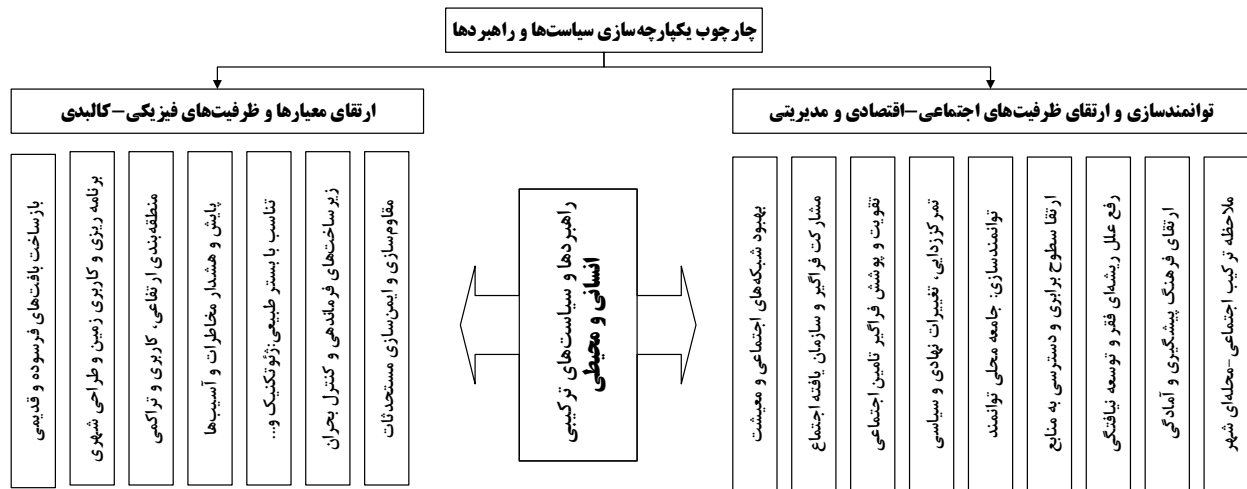 چارچوب یکپارچه‌سازی سیاست‌ها و راهبردها
توانمندسازی و ارتقای ظرفیت‌های اجتماعی-اقتصادی و مدیریتی
ارتقای معیارها و ظرفیت‌های فیزیکی-کالبدی
ملاحظه ترکیب اجتماعی-محله‌ای شهر
ارتقای فرهنگ پیشگیری و آمادگی
رفع علل ریشه‌ای فقر و توسعه نیافتگی
ارتقا سطوح برابری و دسترسی به منابع
توانمندسازی: جامعه محلی توانمند
تمرکززدایی، تغییرات نهادی و سیاسی
تقویت و پوشش فراگیر تامین اجتماعی
مشارکت فراگیر و سازمان یافته اجتماع
بهبود شبکه‌های اجتماعی و معیشت
راهبردها و سیاست‌های ترکیبی
انسانی و محیطی
مقاوم‌سازی و ایمن‌سازی مستحدثات
زیرساخت‌های فرماندهی و کنترل بحران
تناسب با بستر طبیعی:ژئوتکنیک و...
پایش و هشدار مخاطرات و آسیب‌ها
منطقه‌بندی ارتفاعی، کاربری و تراکمی
برنامه ریزی و کاربری زمین و طراحی شهری
بازساخت بافت‌های فرسوده و قدیمی